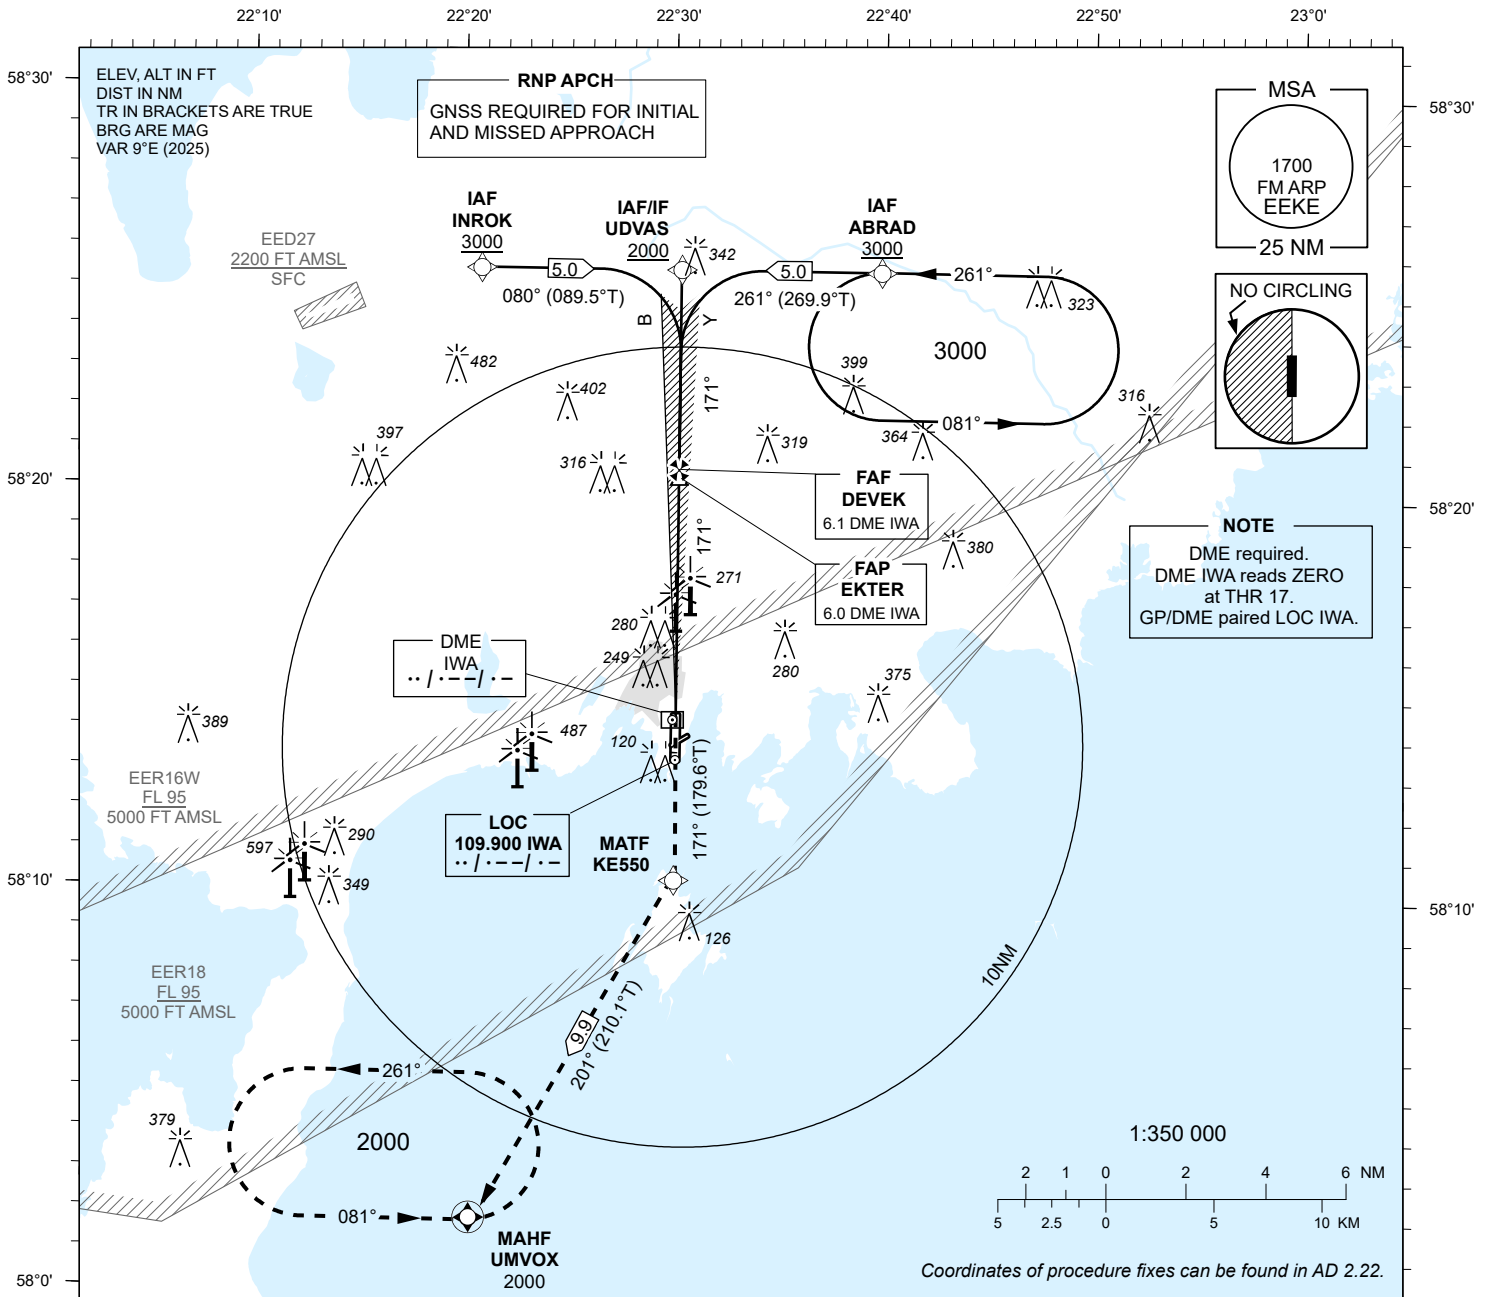 22°10'
22°20'
22°30'
22°40'
22°50'
23°0'
58°30'
58°30'
ELEV, ALT IN FT
DIST IN NM
TR IN BRACKETS ARE TRUE
BRG ARE MAG
VAR 9°E (2025)
RNP APCH
GNSS REQUIRED FOR INITIAL
AND MISSED APPROACH
MSA
1700
FM ARP
EEKE
25 NM
IAF
INROK
3000
IAF/IF
UDVAS
2000
342
IAF
ABRAD
3000
EED27
2200 FT AMSL
SFC
5.0
080° (089.5°T)
5.0
261° (269.9°T)
261°
323
NO CIRCLING
B
Y
3000
482
402
399
171°
316
397
316
319
364
081°
58°20'
58°20'
FAF
DEVEK
6.1 DME IWA
171°
380
NOTE
DME required.
DME IWA reads ZERO
at THR 17.
GP/DME paired LOC IWA.
FAP
EKTER
6.0 DME IWA
271
280
249
280
375
DME
IWA
··/·−−/·−
389
487
120
171° (179.6°T)
EER16W
FL 95
5000 FT AMSL
LOC
109.900 IWA
··/·−−/·−
MATF
KE550
597
290
349
58°10'
58°10'
126
10NM
EER18
FL 95
5000 FT AMSL
9.9
201° (210.1°T)
261°
379
2000
081°
MAHF
UMVOX
2000
1:350 000
2 1 0 2 4 6 NM
5 2.5 0 5 10 KM
58°0'
Coordinates of procedure fixes can be found in AD 2.22.